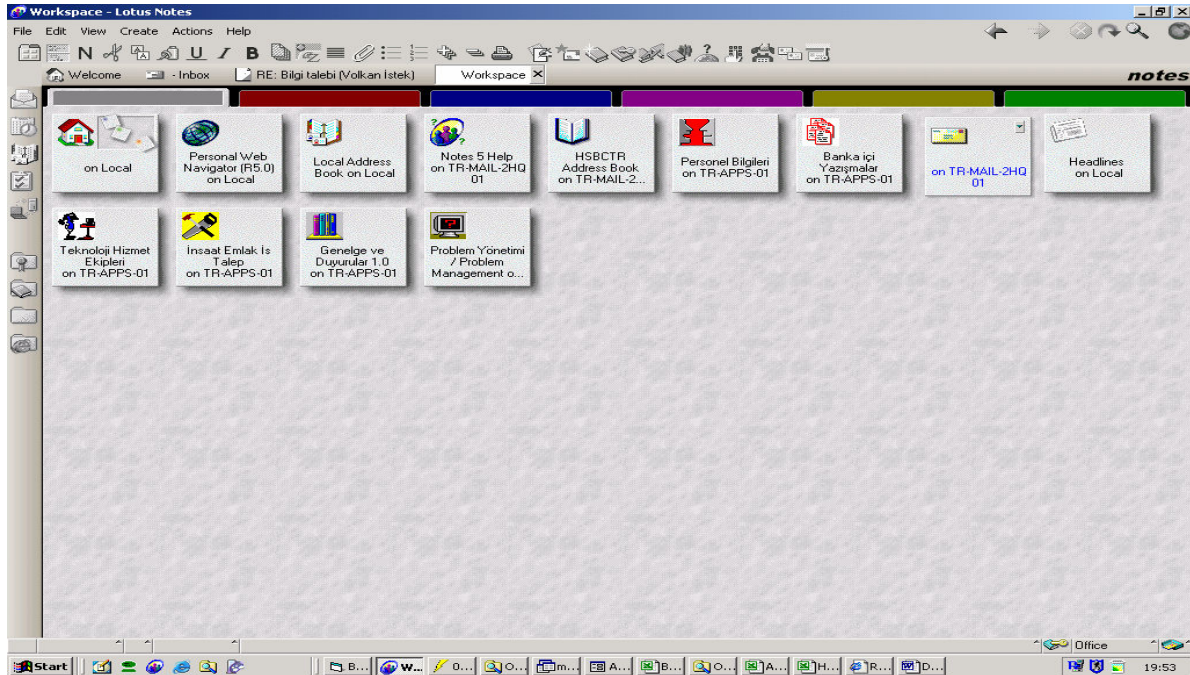 Workspace - Lotus Notes
File Edit View Create Actions Help
Welcome - Inbox RE: Bilgi talebi (Volkan İstek) Workspace
notes
on Local
Personal Web
Navigator (R5.0)
on Local
Local Address
Book on Local
Notes 5 Help
on TR-MAIL-2HQ
01
HSBCTR
Address Book
on TR-MAIL-2...
Personel Bilgileri
on TR-APPS-01
Banka içi
Yazışmalar
on TR-APPS-01
on TR-MAIL-2HQ
01
Headlines
on Local
Teknoloji Hizmet
Ekipleri
on TR-APPS-01
İnsaat Emlak İs
Talep
on TR-APPS-01
Genelge ve
Duyurular 1.0
on TR-APPS-01
Problem Yönetimi
/ Problem
Management o...
Office
Start B... W... 0... O... m... A... B... O... A... H... R... D... 19:53